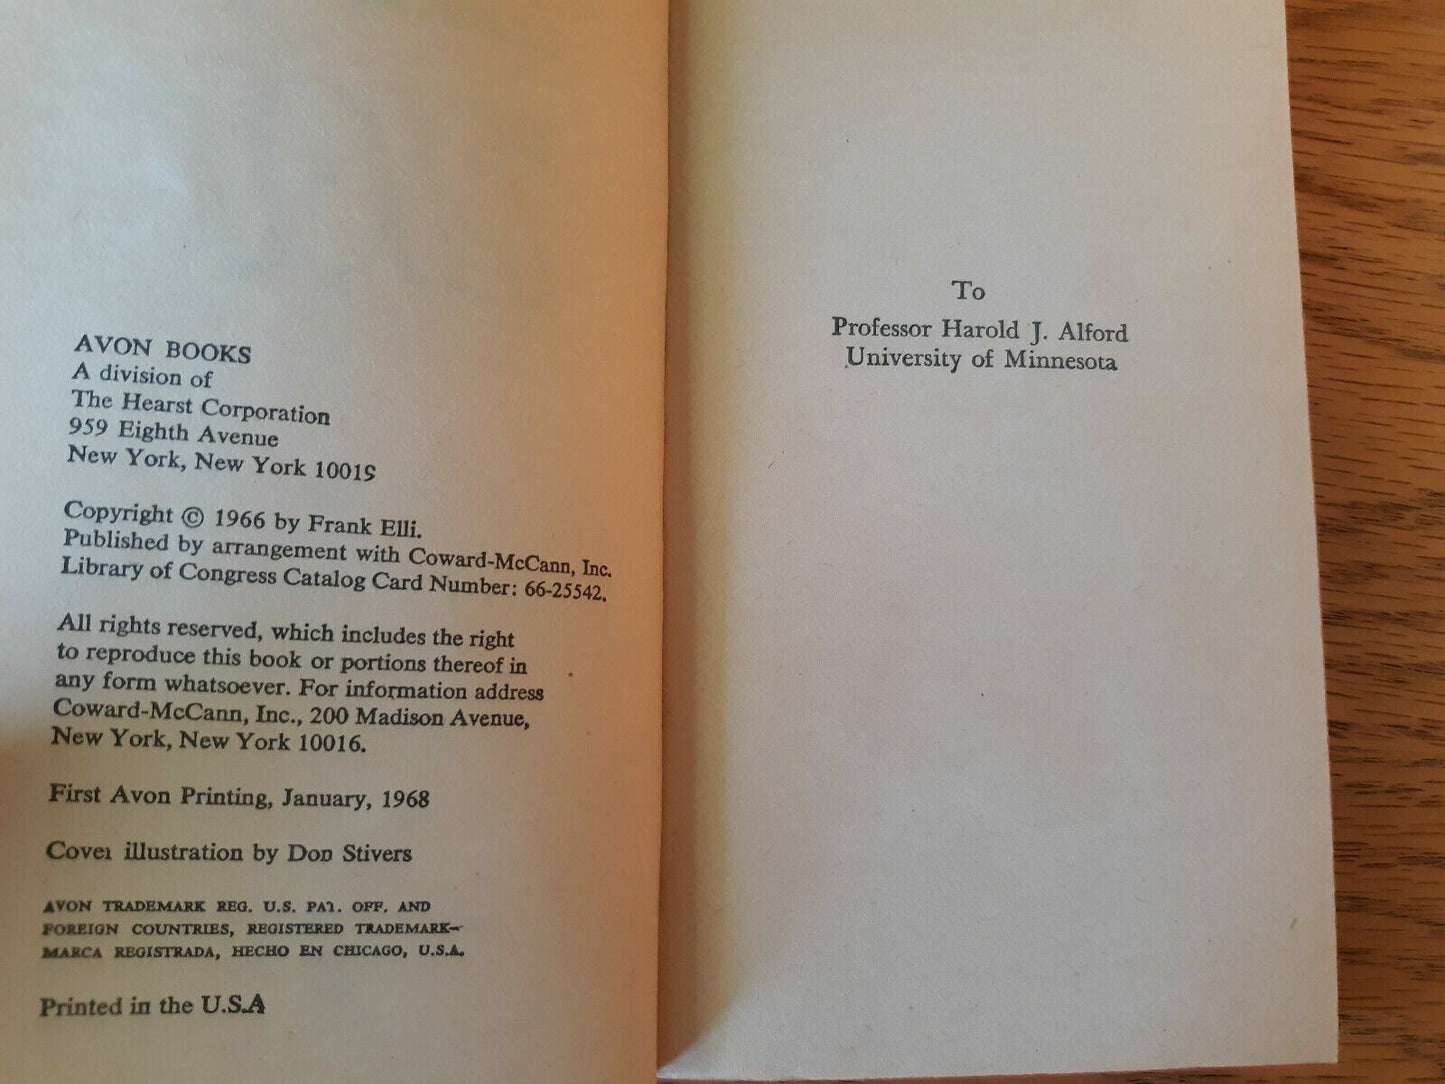 AVON BOOKS
A division of
The Hearst Corporation
959 Eighth Avenue
New York, New York 10019

Copyright © 1966 by Frank Elli.
Published by arrangement with Coward-McCann, Inc.
Library of Congress Catalog Card Number: 66-25542.

All rights reserved, which includes the right
to reproduce this book or portions thereof in
any form whatsoever. For information address
Coward-McCann, Inc., 200 Madison Avenue,
New York, New York 10016.

First Avon Printing, January, 1968

Cover illustration by Don Stivers

AVON TRADEMARK REG. U.S. PAT. OFF. AND
FOREIGN COUNTRIES, REGISTERED TRADEMARK—
MARCA REGISTRADA, HECHO EN CHICAGO, U.S.A.

Printed in the U.S.A

To
Professor Harold J. Alford
University of Minnesota